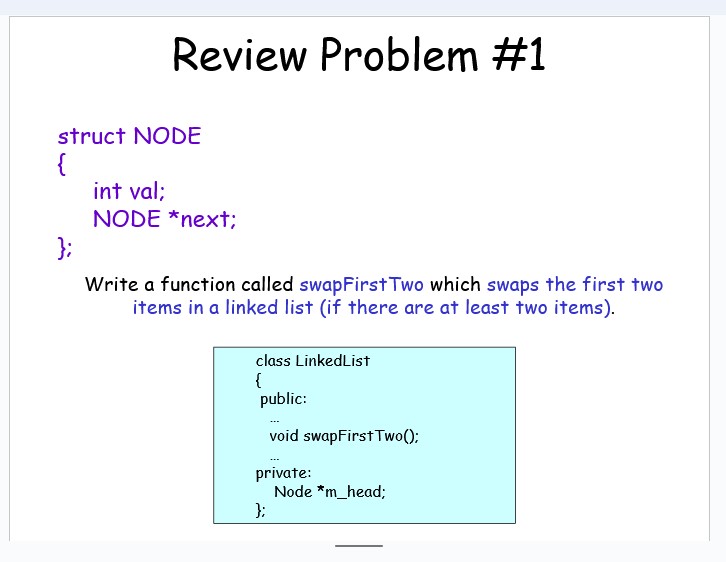 Review Problem #1
struct NODE
{
int val;
NODE *next;
};
Write a function called swapFirstTwo which swaps the first two
items in a linked list (if there are at least two items).
class LinkedList
{
public:
...
void swapFirstTwo();
...
private:
Node *m_head;
};